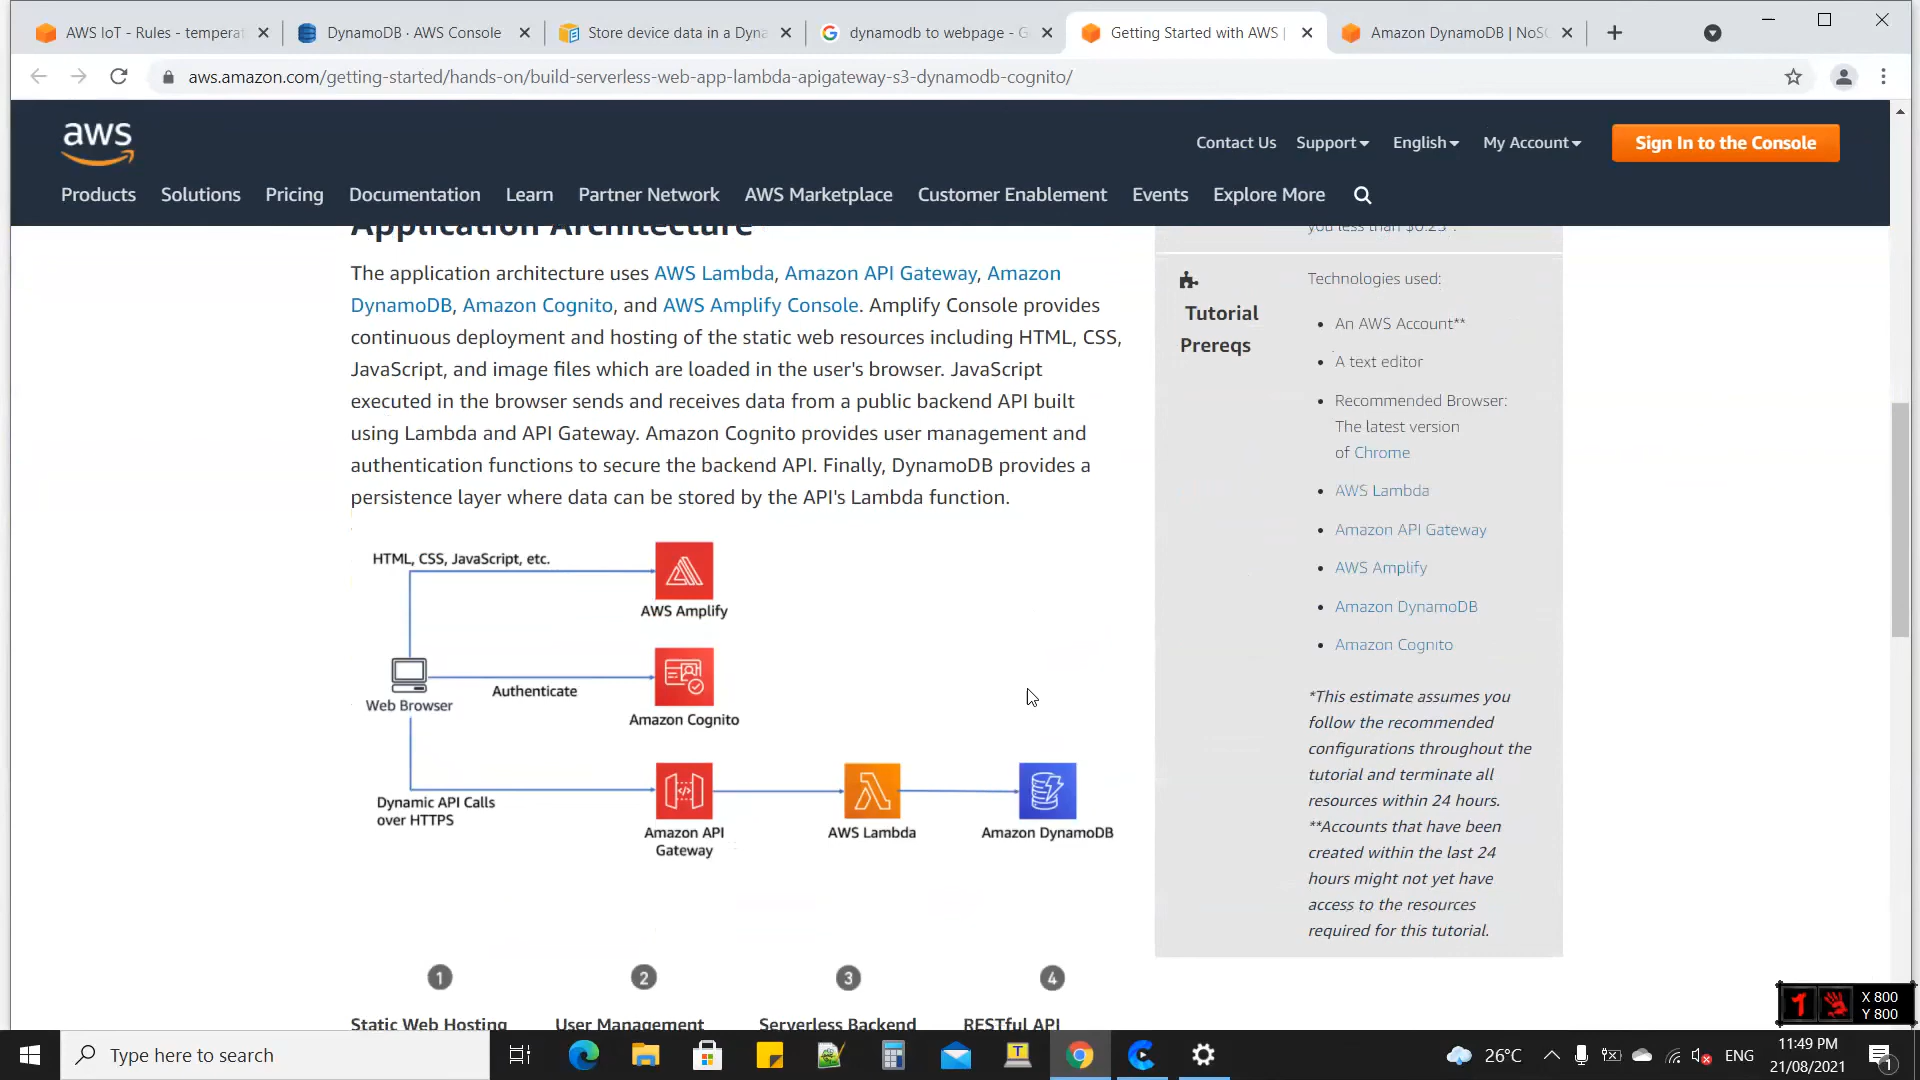 AWS IoT - Rules - temperat
DynamoDB · AWS Console
Store device data in a Dyna
dynamodb to webpage - G
Getting Started with AWS |
Amazon DynamoDB | NoSQ
aws.amazon.com/getting-started/hands-on/build-serverless-web-app-lambda-apigateway-s3-dynamodb-cognito/
aws
Contact Us Support English My Account Sign In to the Console
Products Solutions Pricing Documentation Learn Partner Network AWS Marketplace Customer Enablement Events Explore More
Application Architecture
The application architecture uses AWS Lambda, Amazon API Gateway, Amazon
DynamoDB, Amazon Cognito, and AWS Amplify Console. Amplify Console provides
continuous deployment and hosting of the static web resources including HTML, CSS,
JavaScript, and image files which are loaded in the user's browser. JavaScript
executed in the browser sends and receives data from a public backend API built
using Lambda and API Gateway. Amazon Cognito provides user management and
authentication functions to secure the backend API. Finally, DynamoDB provides a
persistence layer where data can be stored by the API's Lambda function.
HTML, CSS, JavaScript, etc.
AWS Amplify
Web Browser
Authenticate
Amazon Cognito
Dynamic API Calls
over HTTPS
Amazon API
Gateway
AWS Lambda
Amazon DynamoDB
1
2
3
4
Static Web Hosting
User Management
Serverless Backend
RESTful API
you less than $0.25*.
Tutorial
Prereqs
Technologies used:
• An AWS Account**
• A text editor
• Recommended Browser:
The latest version
of Chrome
• AWS Lambda
• Amazon API Gateway
• AWS Amplify
• Amazon DynamoDB
• Amazon Cognito
*This estimate assumes you
follow the recommended
configurations throughout the
tutorial and terminate all
resources within 24 hours.
**Accounts that have been
created within the last 24
hours might not yet have
access to the resources
required for this tutorial.
X 800
Y 800
Type here to search
T
26°C
ENG
11:49 PM
21/08/2021
1